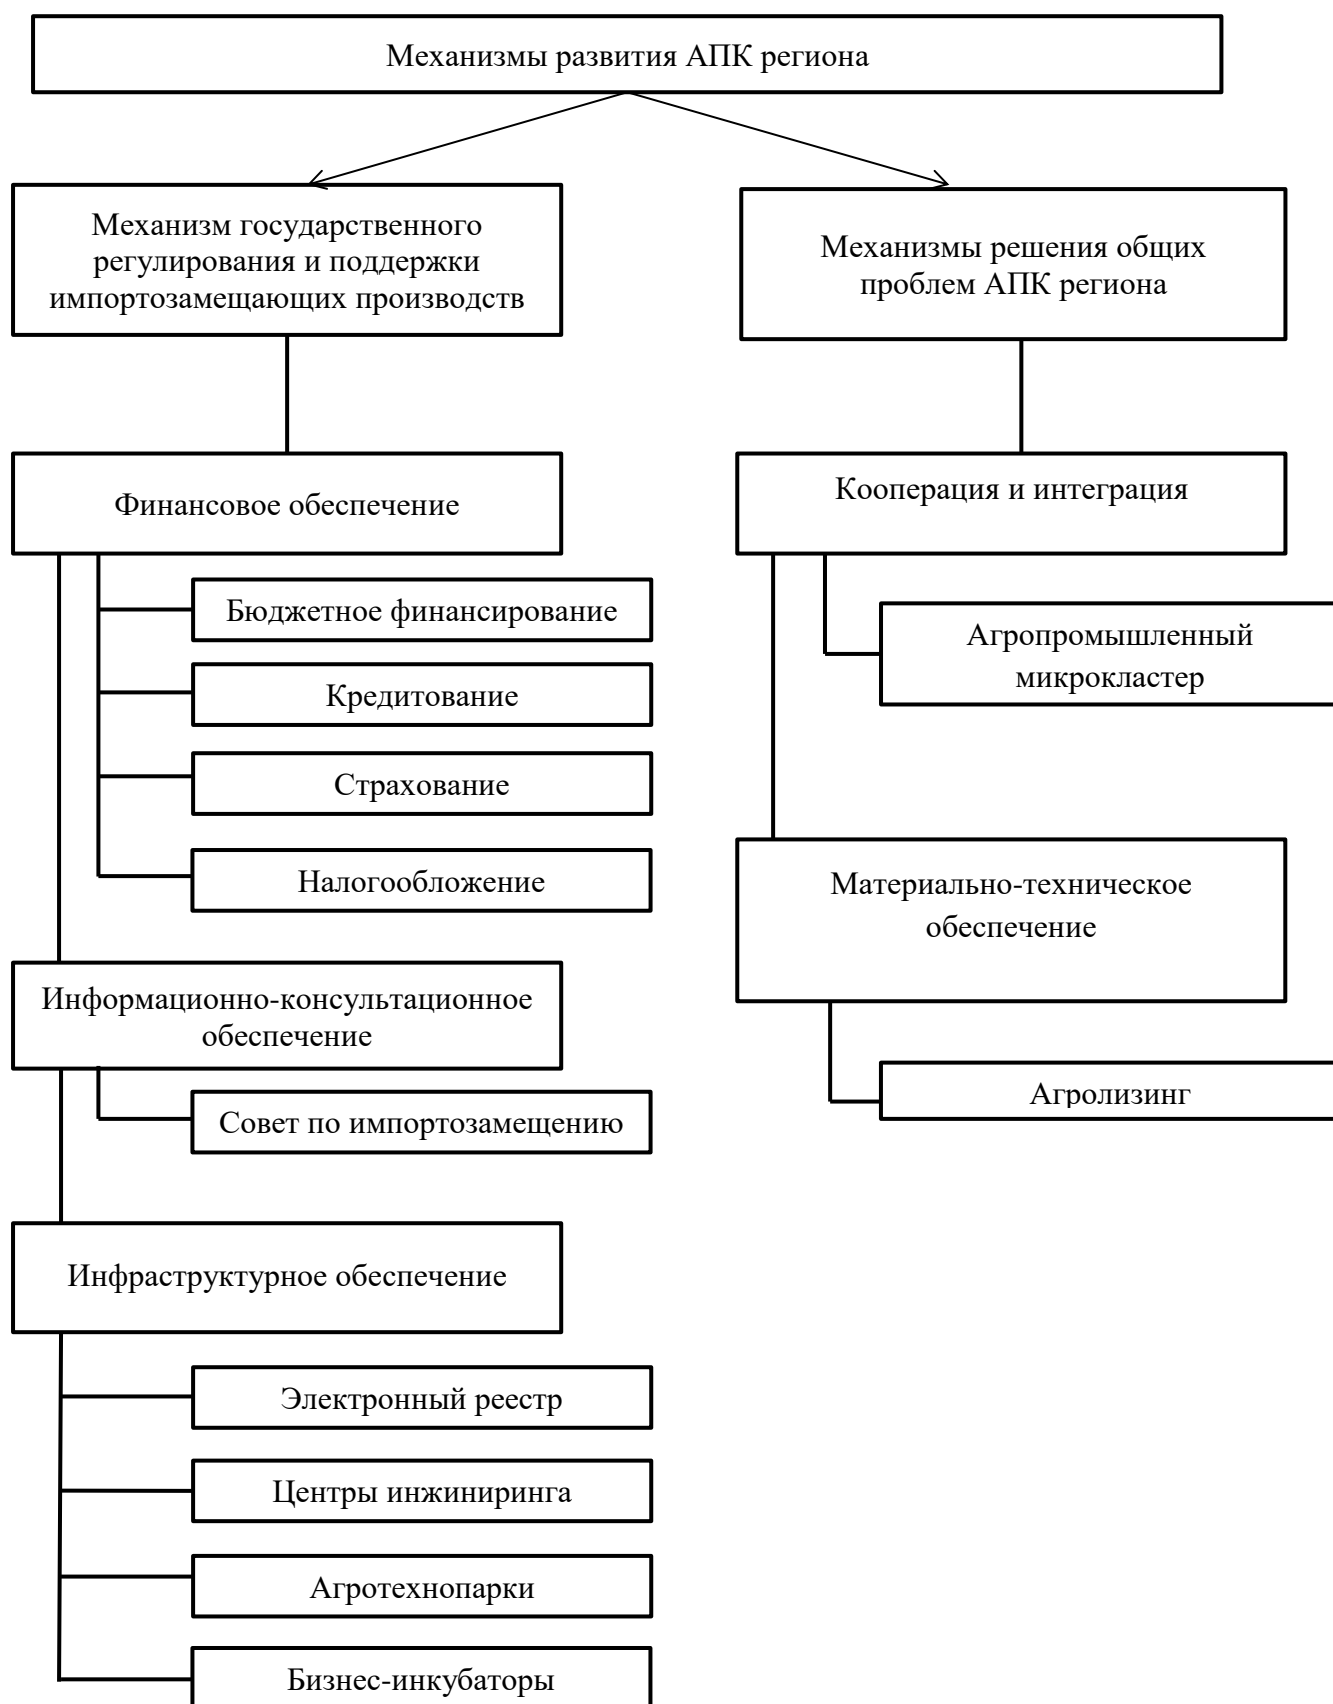 Механизмы развития АПК региона
Механизм государственного
регулирования и поддержки
импортозамещающих производств
Механизмы решения общих
проблем АПК региона
Финансовое обеспечение
Кооперация и интеграция
Бюджетное финансирование
Кредитование
Страхование
Налогообложение
Агропромышленный
микрокластер
Материально-техническое
обеспечение
Информационно-консультационное
обеспечение
Совет по импортозамещению
Агролизинг
Инфраструктурное обеспечение
Электронный реестр
Центры инжиниринга
Агротехнопарки
Бизнес-инкубаторы